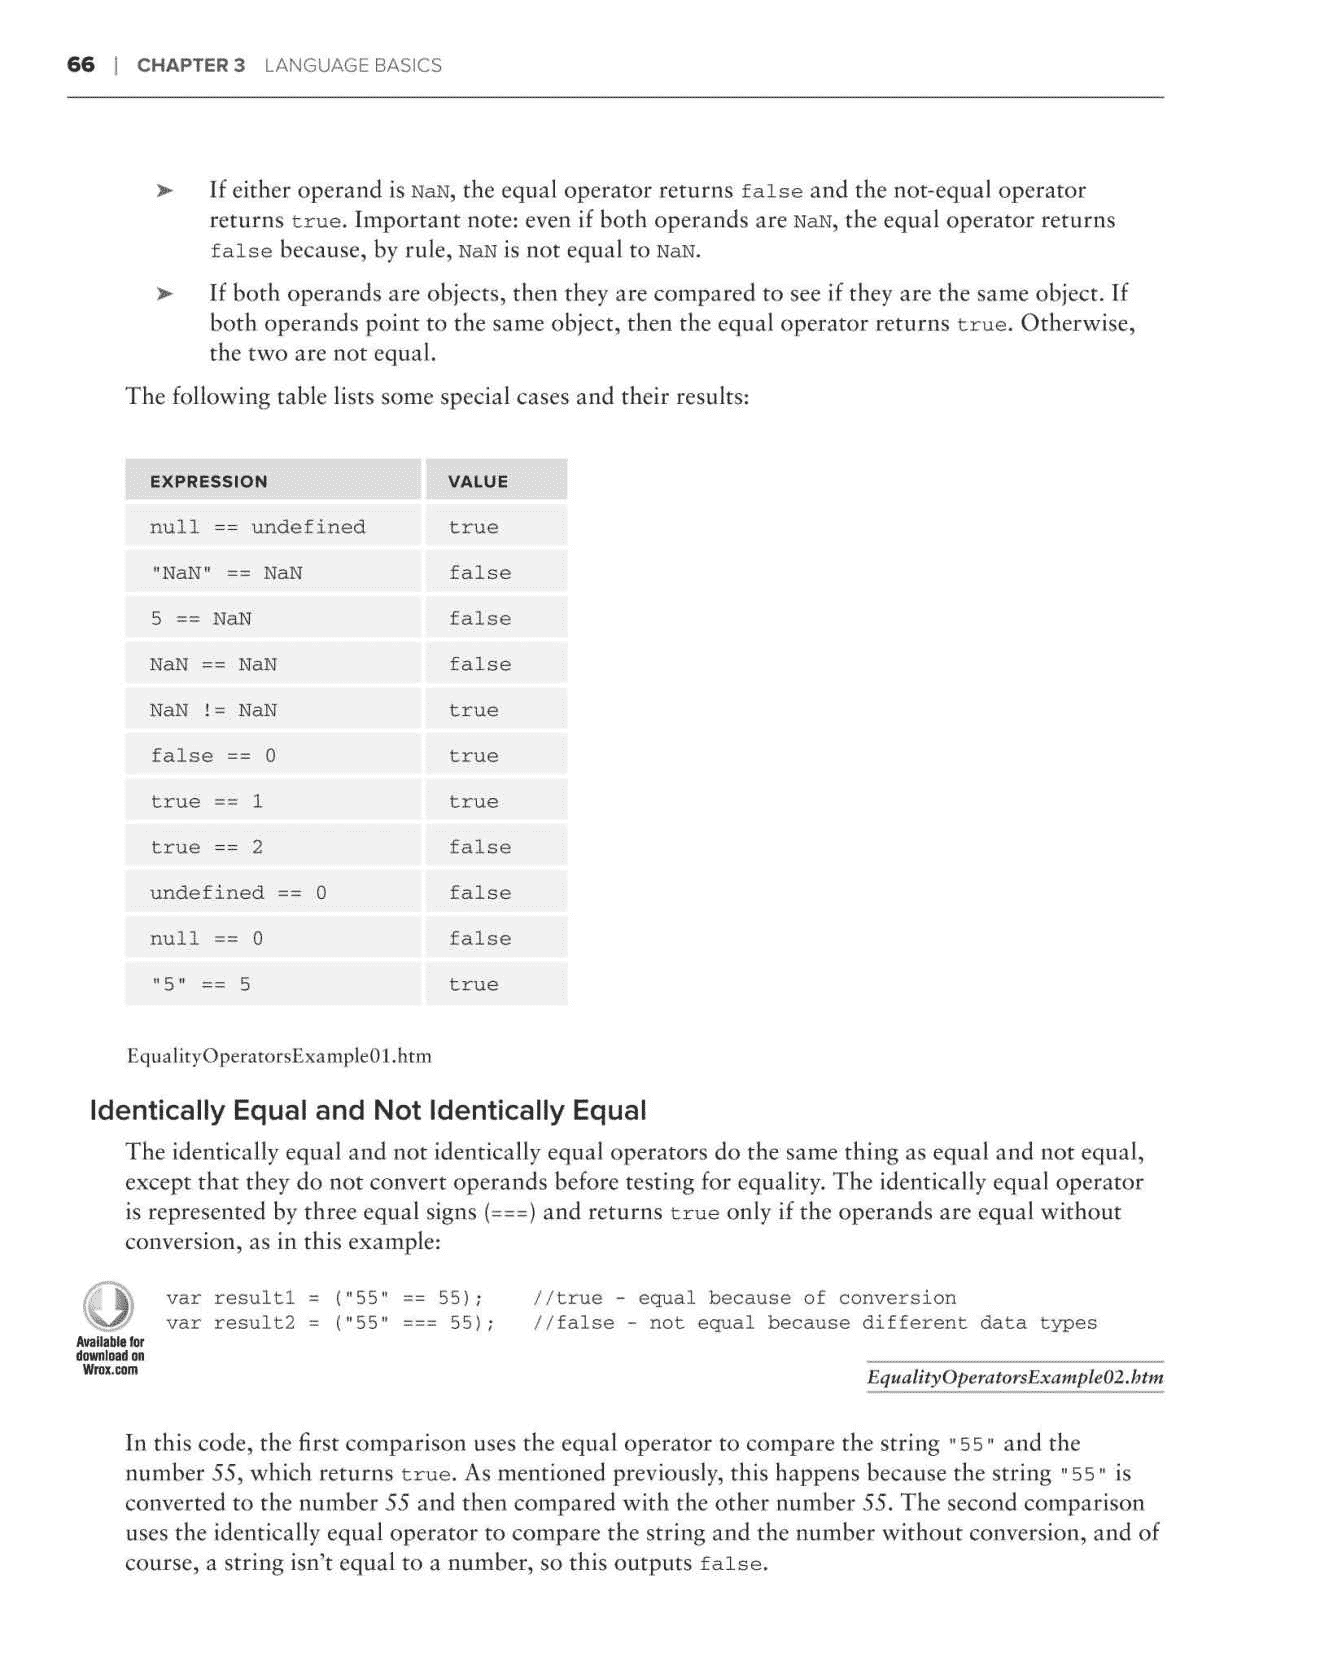 66 | CHAPTER 3 LANGUAGE BASICS
➤ If either operand is NaN, the equal operator returns false and the not-equal operator
returns true. Important note: even if both operands are NaN, the equal operator returns
false because, by rule, NaN is not equal to NaN.
➤ If both operands are objects, then they are compared to see if they are the same object. If
both operands point to the same object, then the equal operator returns true. Otherwise,
the two are not equal.
The following table lists some special cases and their results:
EXPRESSION VALUE
null == undefined true
"NaN" == NaN false
5 == NaN false
NaN == NaN false
NaN != NaN true
false == 0 true
true == 1 true
true == 2 false
undefined == 0 false
null == 0 false
"5" == 5 true
EqualityOperatorsExample01.htm
Identically Equal and Not Identically Equal
The identically equal and not identically equal operators do the same thing as equal and not equal,
except that they do not convert operands before testing for equality. The identically equal operator
is represented by three equal signs (===) and returns true only if the operands are equal without
conversion, as in this example:
var result1 = ("55" == 55); //true - equal because of conversion
var result2 = ("55" === 55); //false - not equal because different data types
Available for
download on
Wrox.com
EqualityOperatorsExample02.htm
In this code, the first comparison uses the equal operator to compare the string "55" and the
number 55, which returns true. As mentioned previously, this happens because the string "55" is
converted to the number 55 and then compared with the other number 55. The second comparison
uses the identically equal operator to compare the string and the number without conversion, and of
course, a string isn't equal to a number, so this outputs false.